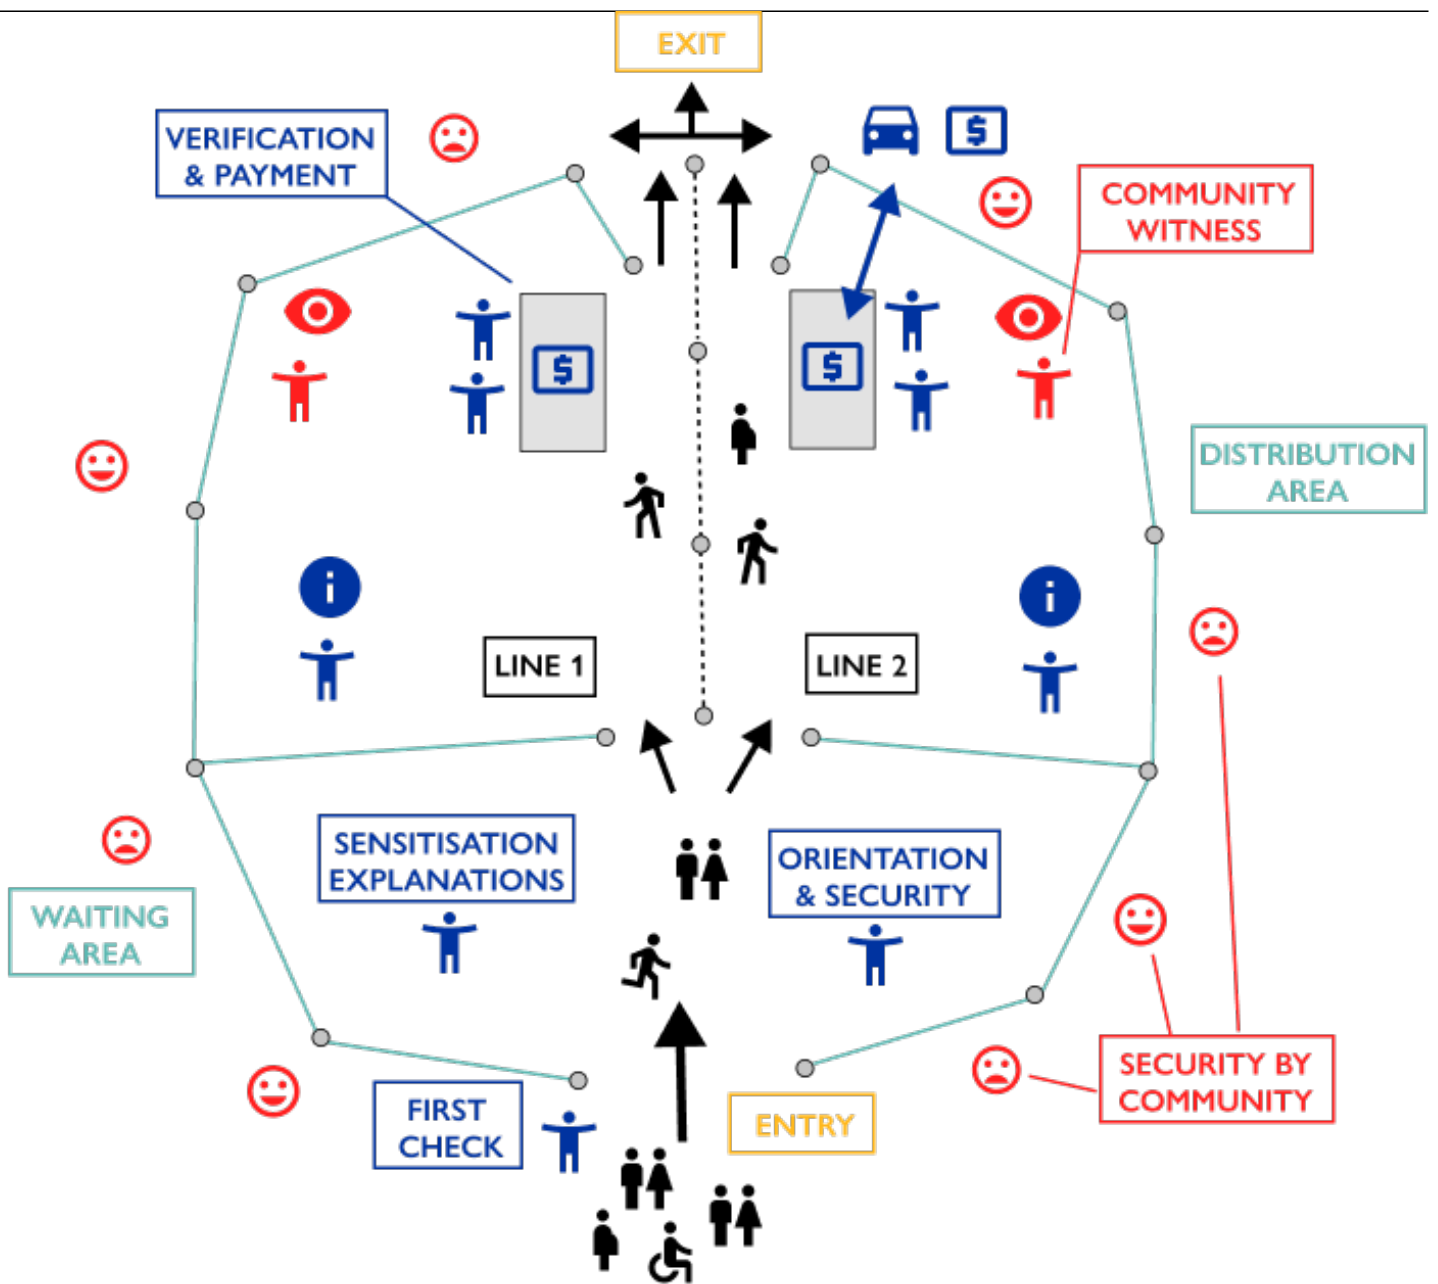 EXIT
VERIFICATION
& PAYMENT
$
COMMUNITY
WITNESS
$
$
DISTRIBUTION
AREA
i
i
LINE 1
LINE 2
SENSITISATION
EXPLANATIONS
ORIENTATION
& SECURITY
WAITING
AREA
SECURITY BY
COMMUNITY
FIRST
CHECK
ENTRY